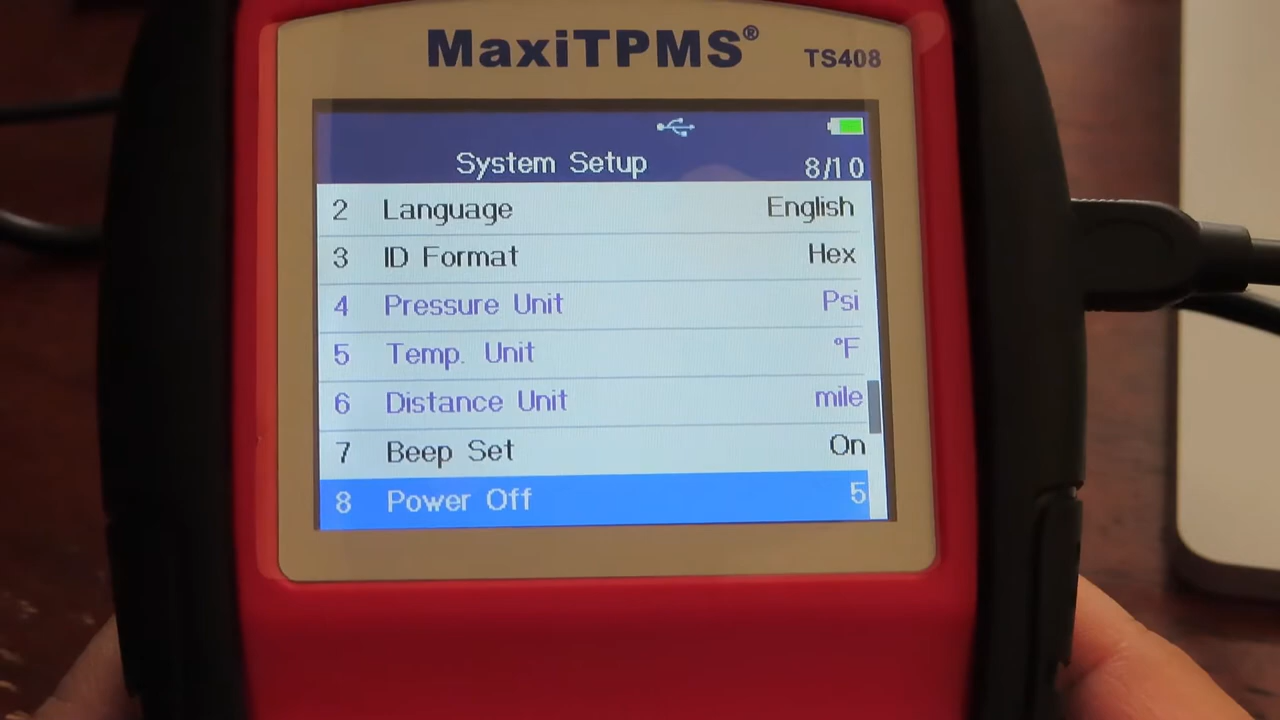 MaxiTPMS® TS408
System Setup 8/10
2 Language English
3 ID Format Hex
4 Pressure Unit Psi
5 Temp. Unit °F
6 Distance Unit mile
7 Beep Set On
8 Power Off 5